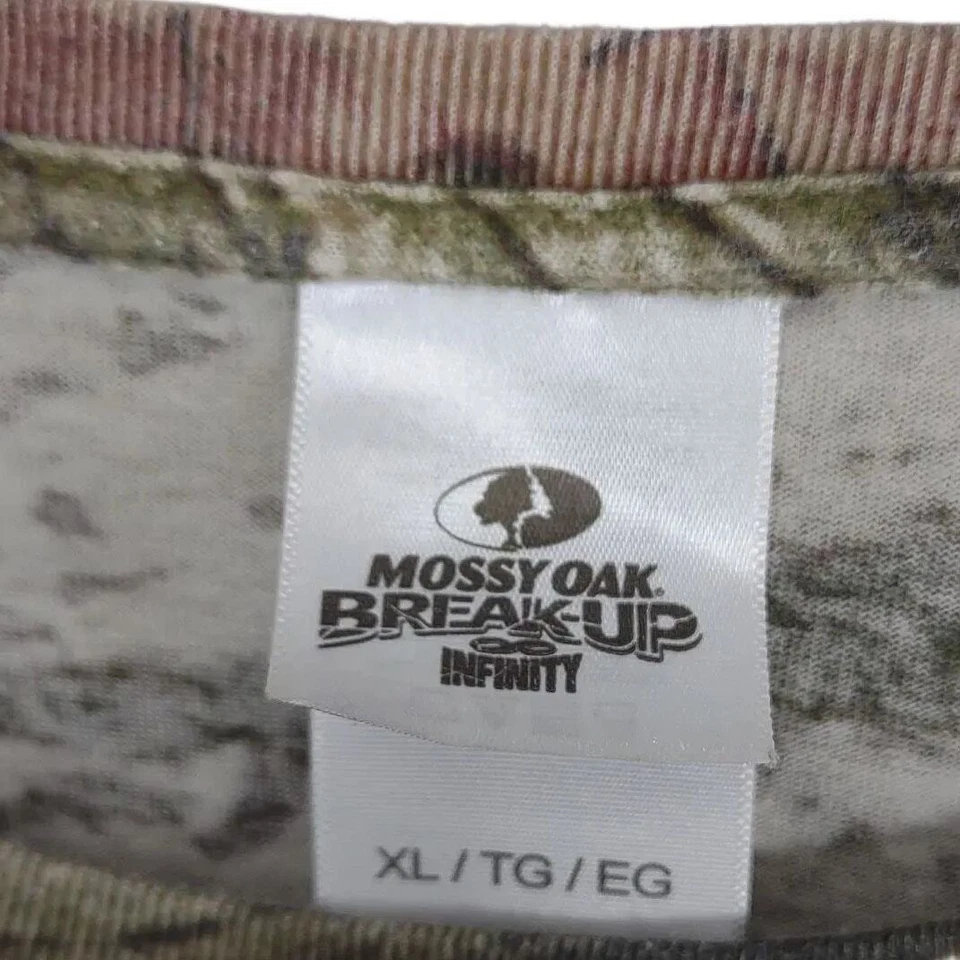 MOSSY OAK.
BREAK-UP
INFINITY
XL / TG / EG